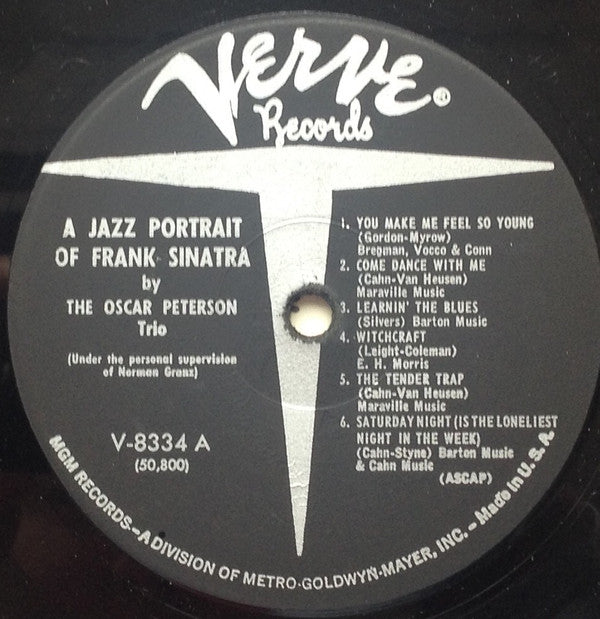 VERVE®
Records
A JAZZ PORTRAIT
OF FRANK SINATRA
by
THE OSCAR PETERSON
Trio
(Under the personal supervision
of Norman Granz)
V-8334 A
(50,800)
1. YOU MAKE ME FEEL SO YOUNG
(Gordon-Myrow)
Bregman, Vocco & Conn
2. COME DANCE WITH ME
(Cahn-Van Heusen)
Maraville Music
3. LEARNIN' THE BLUES
(Silvers) Barton Music
4. WITCHCRAFT
(Leight-Coleman)
E. H. Morris
5. THE TENDER TRAP
(Cahn-Van Heusen)
Maraville Music
6. SATURDAY NIGHT (IS THE LONELIEST
NIGHT IN THE WEEK)
(Cahn-Styne) Barton Music
& Cahn Music
(ASCAP)
MGM RECORDS–A DIVISION OF METRO-GOLDWYN-MAYER, INC. – Made in U. S. A.